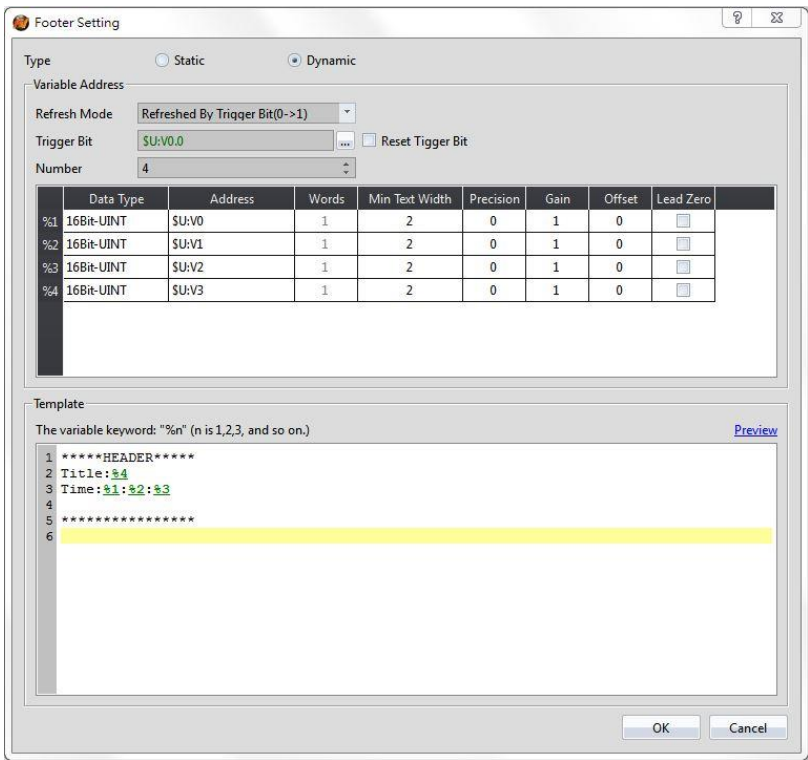 Footer Setting
Type Static Dynamic
Variable Address
Refresh Mode Refreshed By Trigger Bit(0->1)
Trigger Bit $U:V0.0 ... Reset Tigger Bit
Number 4
Data Type Address Words Min Text Width Precision Gain Offset Lead Zero
%1 16Bit-UINT $U:V0 1 2 0 1 0
%2 16Bit-UINT $U:V1 1 2 0 1 0
%3 16Bit-UINT $U:V2 1 2 0 1 0
%4 16Bit-UINT $U:V3 1 2 0 1 0
Template
The variable keyword: "%n" (n is 1,2,3, and so on.) Preview
1 *****HEADER*****
2 Title:%4
3 Time:%1:%2:%3
4
5 ****************
6
OK Cancel